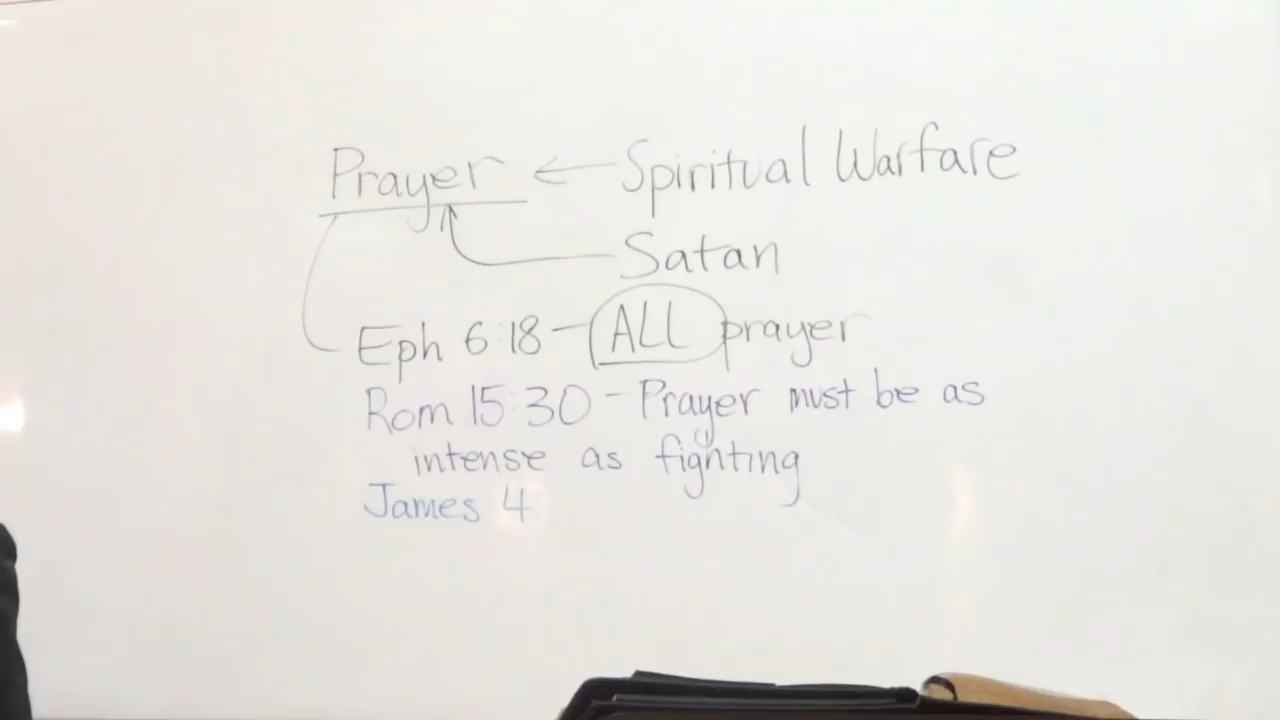 Prayer ← Spiritual Warfare
Satan
Eph 6:18 - ALL prayer
Rom 15:30 - Prayer must be as
intense as fighting
James 4